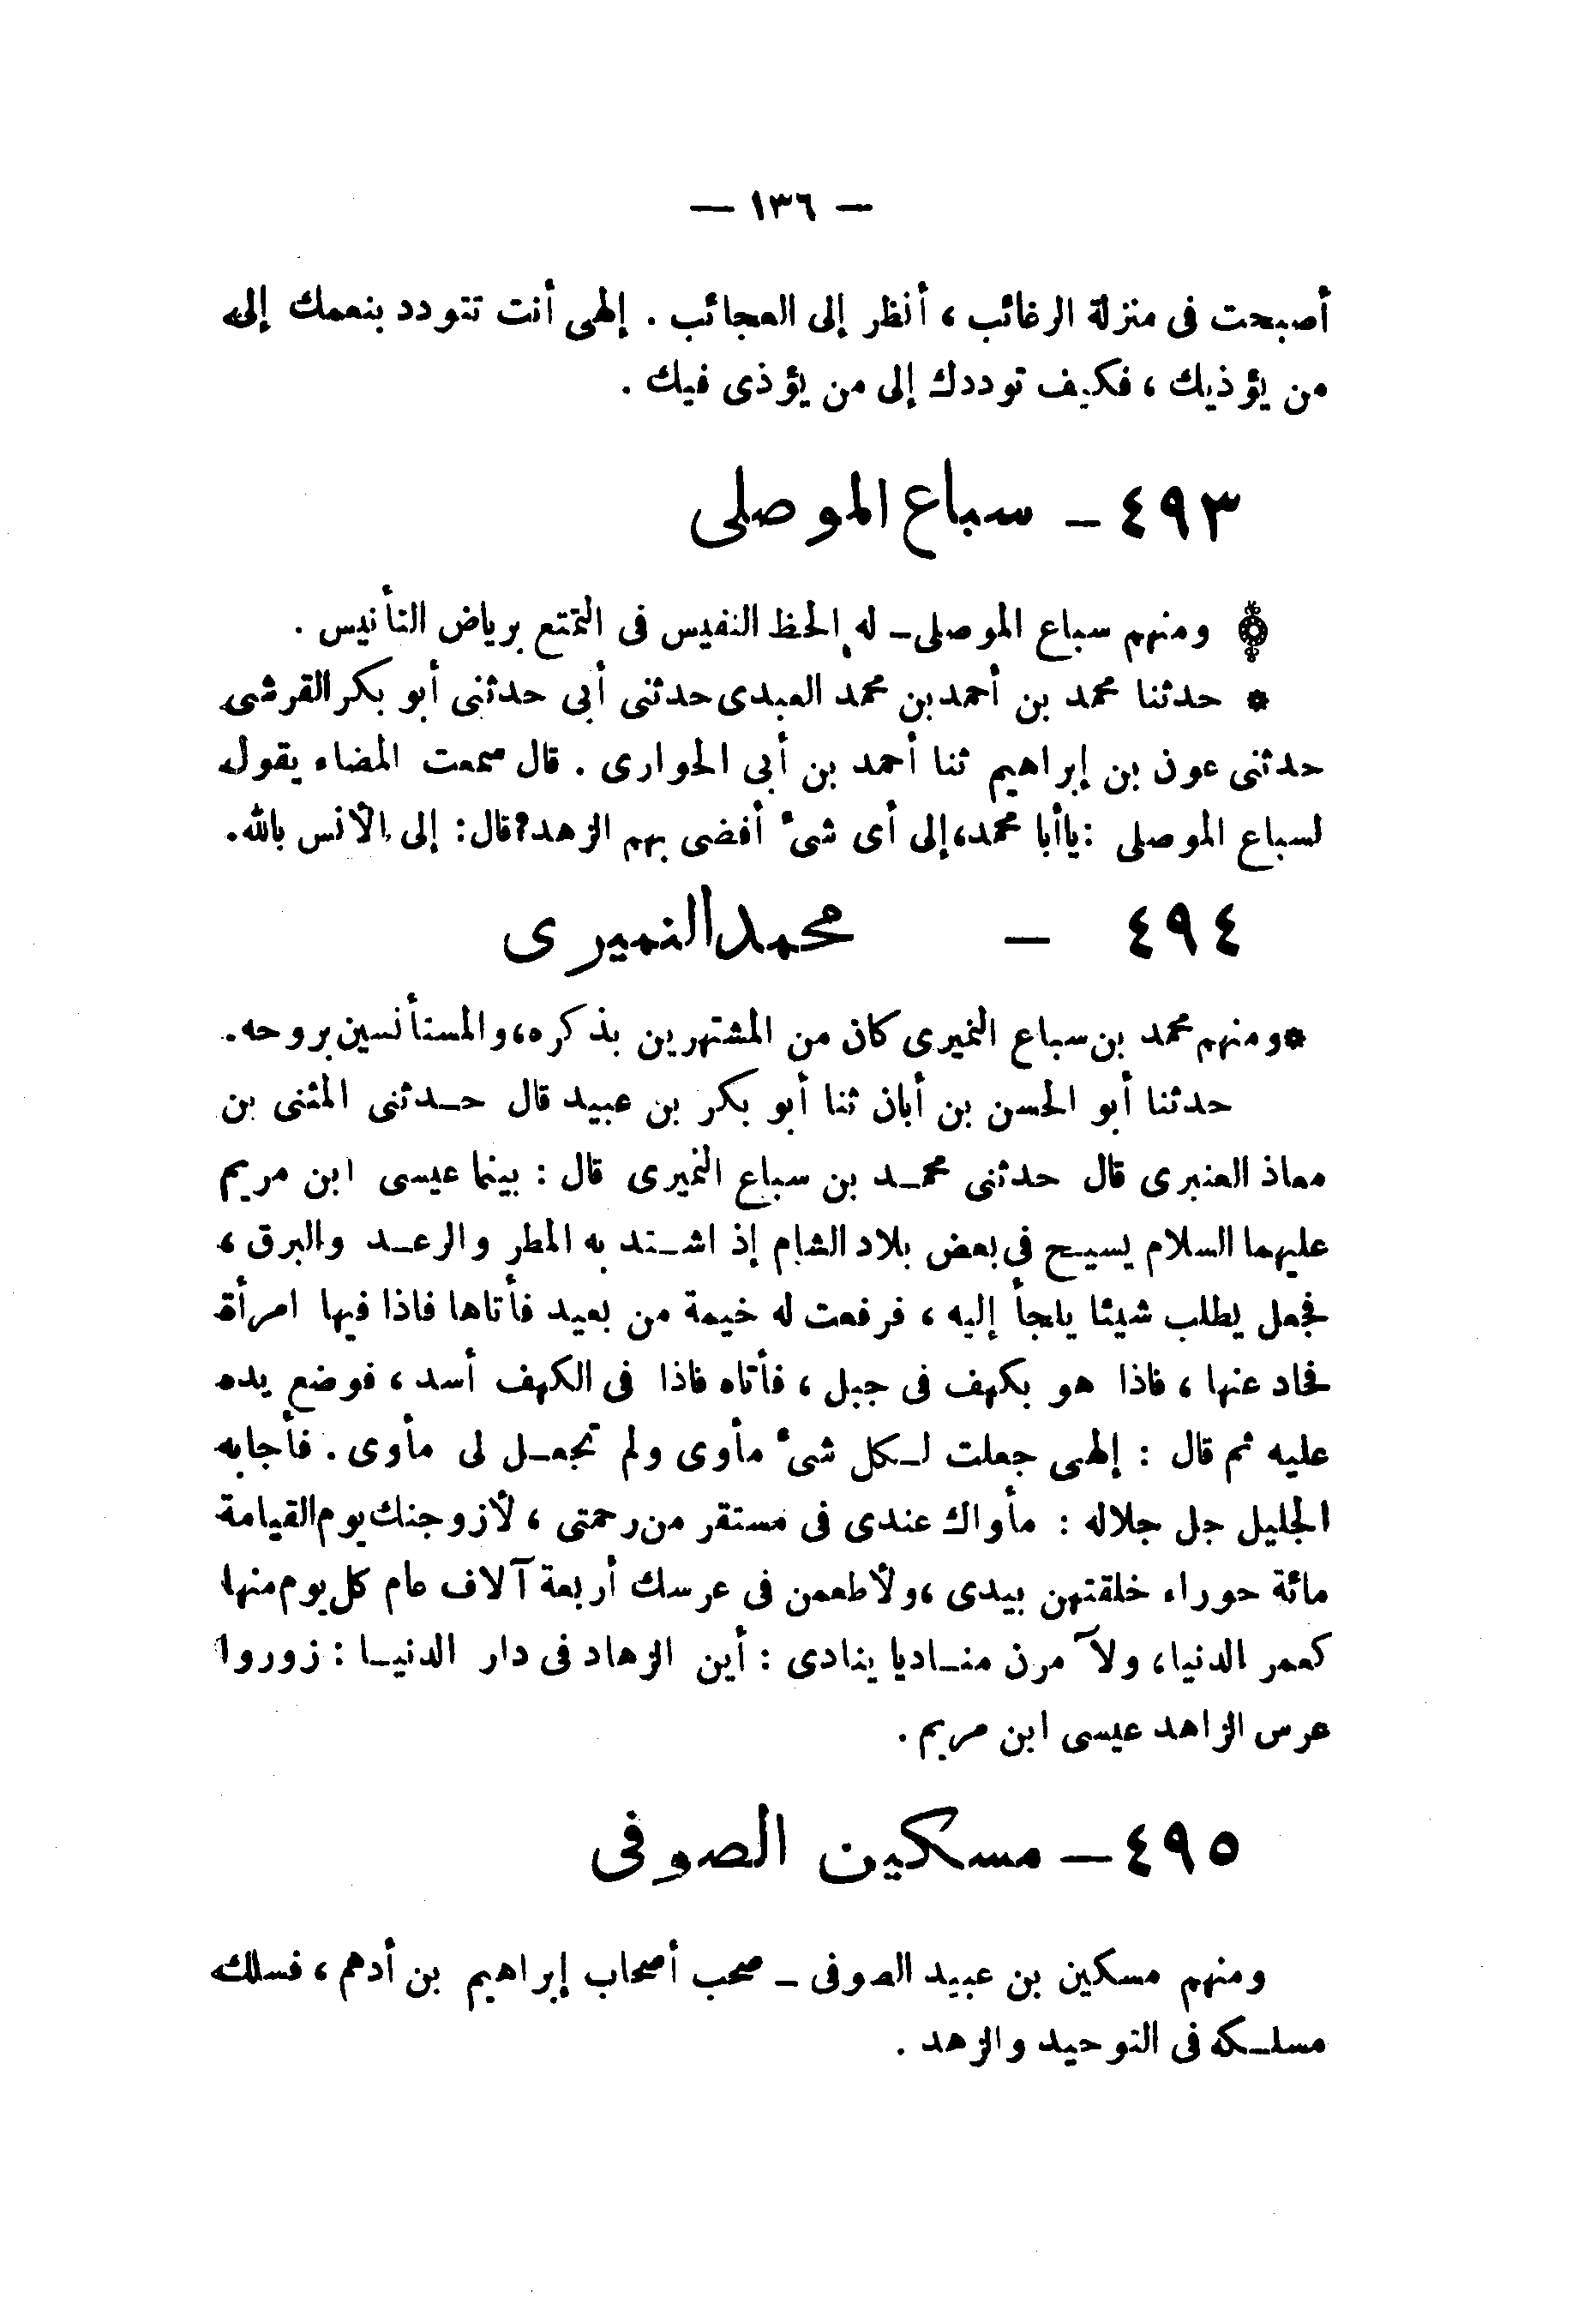 — ١٣٦ —
أصبحت فى منزلة الرغائب ، أنظر إلى العجائب . إلهى أنت تتودد بنعمك إلى
من يؤذيك ، فكيف توددك إلى من يؤذى فيك .
٤٩٣ – سباع الموصلى
ومنهم سباع الموصلى – له الحظ النفيس فى التمتع برياض التأنيس .
* حدثنا محمد بن أحمد بن محمد العبدى حدثنى أبى حدثنى أبو بكر القرشى
حدثنى عون بن إبراهيم ثنا أحمد بن أبى الحوارى . قال سمعت المضاء يقول
لسباع الموصلى : يا أبا محمد، إلى أى شىء أفضى بهم الزهد؟ قال: إلى الأنس بالله.
٤٩٤ – محمد النميرى
* ومنهم محمد بن سباع النميرى كان من المشتهرين بذكره، والمستأنسين بروحه.
حدثنا أبو الحسن بن أبان ثنا أبو بكر بن عبيد قال حدثنى المثنى بن
معاذ العنبرى قال حدثنى محمد بن سباع النميرى قال : بينما عيسى ابن مريم
عليهما السلام يسيح فى بعض بلاد الشام إذ اشتد به المطر والرعد والبرق ،
فجعل يطلب شيئا يلجأ إليه ، فرفعت له خيمة من بعيد فأتاها فاذا فيها امرأة
فحاد عنها ، فاذا هو بكهف فى جبل ، فأتاه فاذا فى الكهف أسد ، فوضع يده
عليه ثم قال : إلهى جعلت لكل شىء مأوى ولم تجعل لى مأوى . فأجابه
الجليل جل جلاله : مأواك عندى فى مستقر من رحمتى ، لأزوجنك يوم القيامة
مائة حوراء خلقتهن بيدى ، ولأطعمن فى عرسك أربعة آلاف عام كل يوم منها
كعمر الدنيا، ولآمرن مناديا ينادى : أين الزهاد فى دار الدنيا : زوروا
عرس الزاهد عيسى ابن مريم .
٤٩٥ – مسكين الصوفى
ومنهم مسكين بن عبيد الصوفى – صحب أصحاب إبراهيم بن أدهم ، فسلك
مسلكه فى التوحيد والزهد .